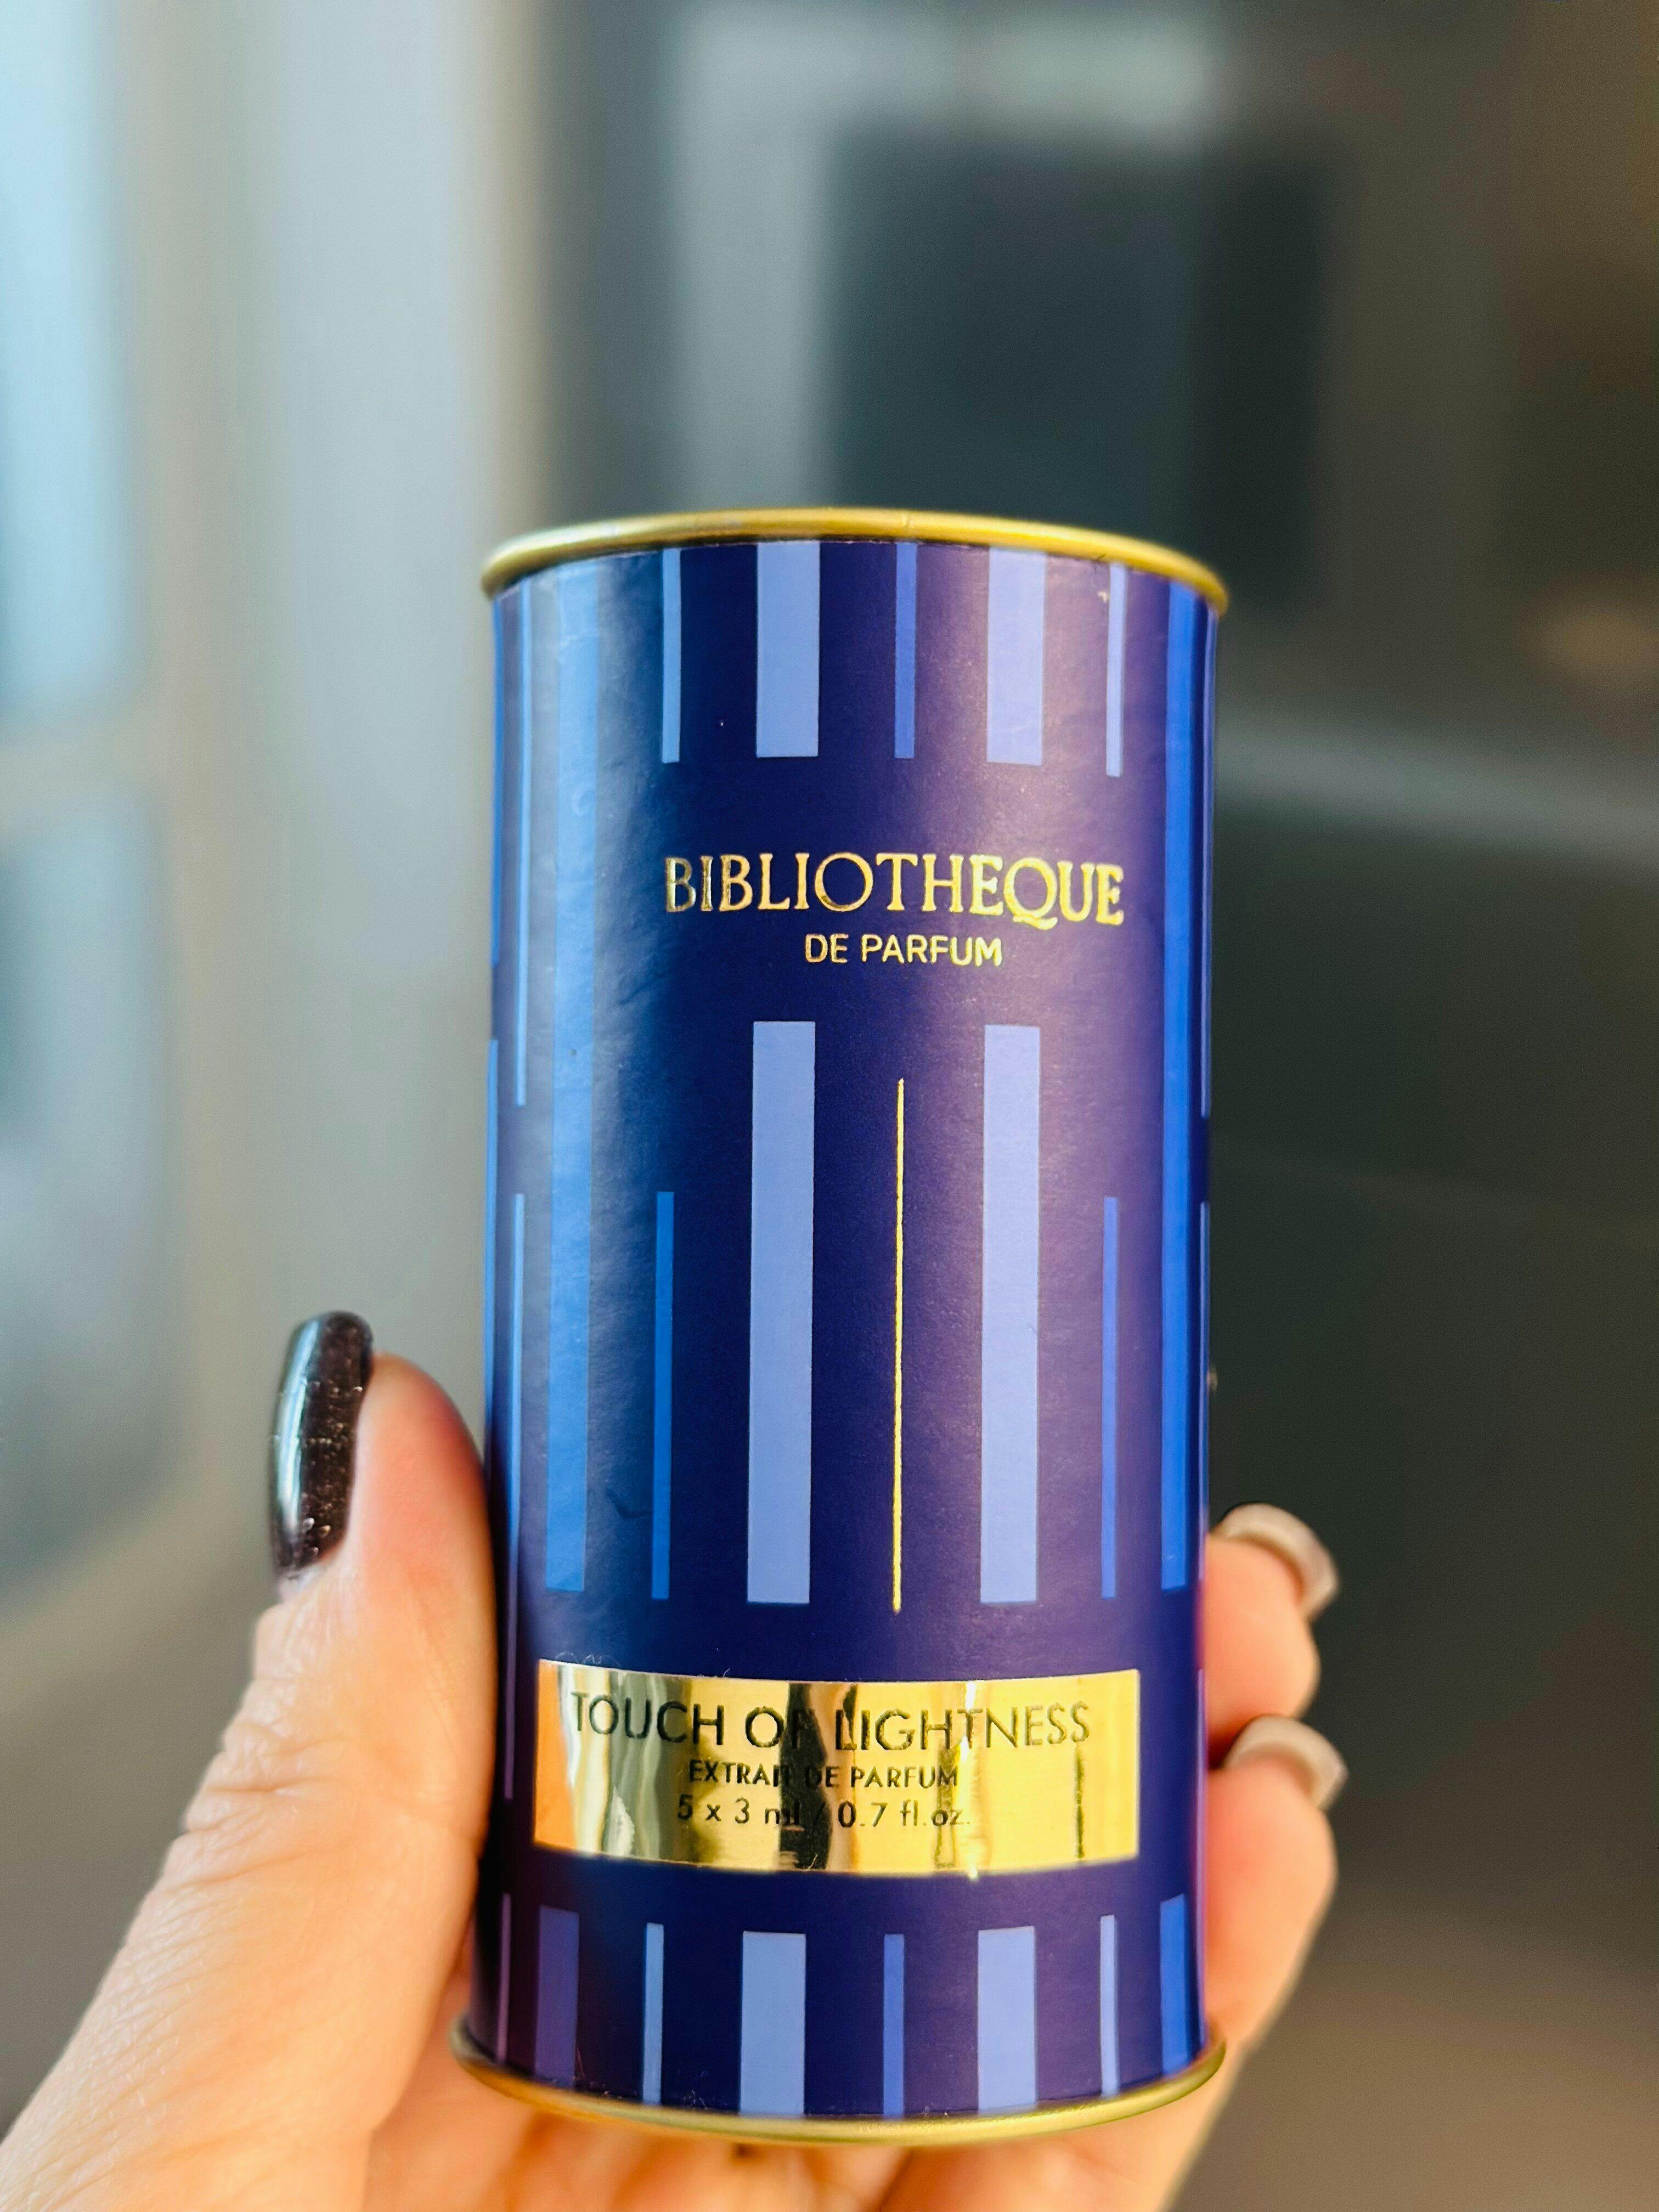 BIBLIOTHEQUE
DE PARFUM
TOUCH OF LIGHTNESS
EXTRAIT DE PARFUM
5 x 3 ml / 0.7 fl.oz.